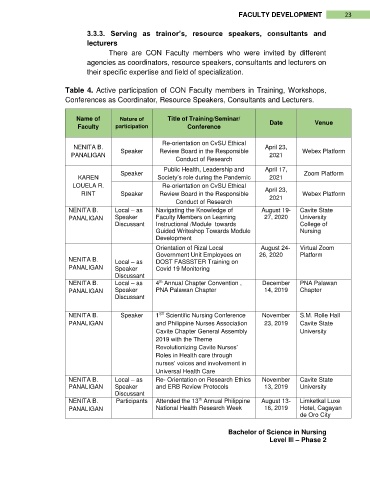 FACULTY DEVELOPMENT 23
3.3.3. Serving as trainor's, resource speakers, consultants and
lecturers
There are CON Faculty members who were invited by different
agencies as coordinators, resource speakers, consultants and lecturers on
their specific expertise and field of specialization.
Table 4. Active participation of CON Faculty members in Training, Workshops,
Conferences as Coordinator, Resource Speakers, Consultants and Lecturers.
Name of Faculty | Nature of participation | Title of Training/Seminar/ Conference | Date | Venue
NENITA B. PANALIGAN | Speaker | Re-orientation on CvSU Ethical Review Board in the Responsible Conduct of Research | April 23, 2021 | Webex Platform
KAREN LOUELA R. RINT | Speaker | Public Health, Leadership and Society's role during the Pandemic | April 17, 2021 | Zoom Platform
Speaker | Re-orientation on CvSU Ethical Review Board in the Responsible Conduct of Research | April 23, 2021 | Webex Platform
NENITA B. PANALIGAN | Local – as Speaker Discussant | Navigating the Knowledge of Faculty Members on Learning Instructional /Module towards Guided Writeshop Towards Module Development | August 19-27, 2020 | Cavite State University College of Nursing
NENITA B. PANALIGAN | Local – as Speaker Discussant | Orientation of Rizal Local Government Unit Employees on DOST FASSSTER Training on Covid 19 Monitoring | August 24-26, 2020 | Virtual Zoom Platform
NENITA B. PANALIGAN | Local – as Speaker Discussant | 4th Annual Chapter Convention , PNA Palawan Chapter | December 14, 2019 | PNA Palawan Chapter
NENITA B. PANALIGAN | Speaker | 1ST Scientific Nursing Conference and Philippine Nurses Association Cavite Chapter General Assembly 2019 with the Theme Revolutionizing Cavite Nurses' Roles in Health care through nurses' voices and involvement in Universal Health Care | November 23, 2019 | S.M. Rolle Hall Cavite State University
NENITA B. PANALIGAN | Local – as Speaker Discussant | Re- Orientation on Research Ethics and ERB Review Protocols | November 13, 2019 | Cavite State University
NENITA B. PANALIGAN | Participants | Attended the 13th Annual Philippine National Health Research Week | August 13-16, 2019 | Limketkai Luxe Hotel, Cagayan de Oro City
Bachelor of Science in Nursing
Level III – Phase 2